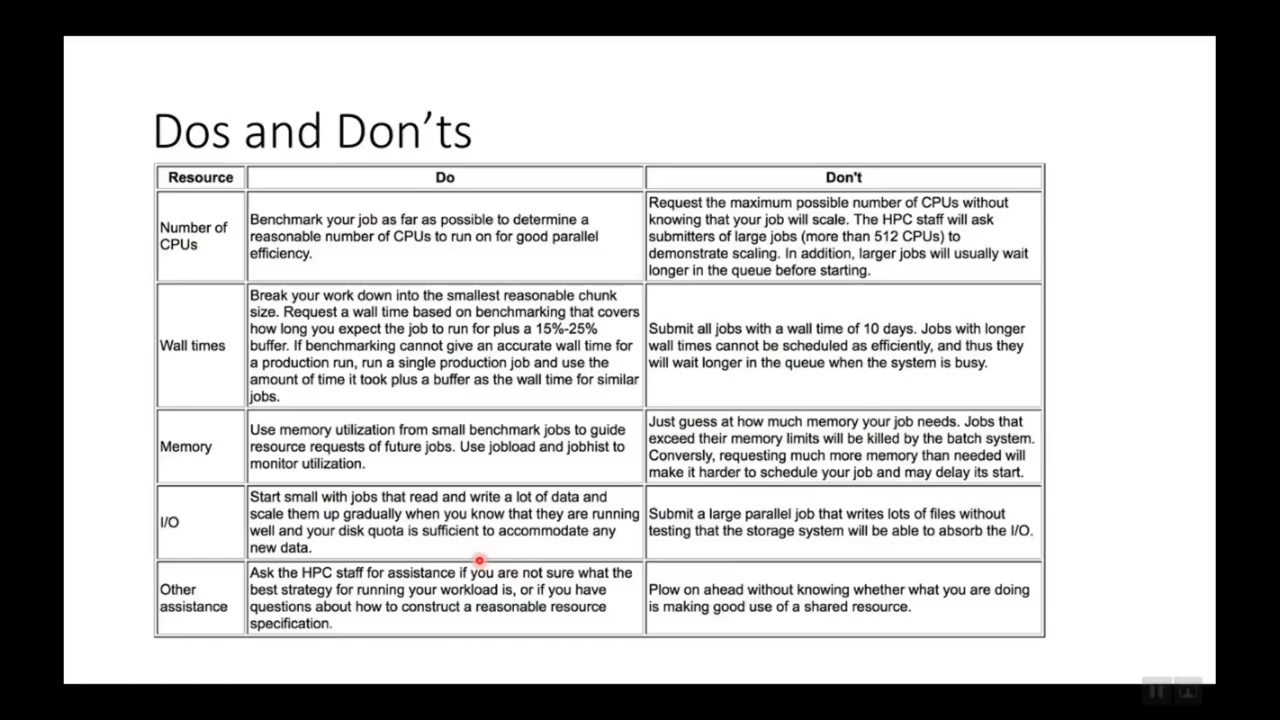 Dos and Don'ts
Resource
Do
Don't
Number of
CPUs
Benchmark your job as far as possible to determine a
reasonable number of CPUs to run on for good parallel
efficiency.
Request the maximum possible number of CPUs without
knowing that your job will scale. The HPC staff will ask
submitters of large jobs (more than 512 CPUs) to
demonstrate scaling. In addition, larger jobs will usually wait
longer in the queue before starting.
Wall times
Break your work down into the smallest reasonable chunk
size. Request a wall time based on benchmarking that covers
how long you expect the job to run for plus a 15%-25%
buffer. If benchmarking cannot give an accurate wall time for
a production run, run a single production job and use the
amount of time it took plus a buffer as the wall time for similar
jobs.
Submit all jobs with a wall time of 10 days. Jobs with longer
wall times cannot be scheduled as efficiently, and thus they
will wait longer in the queue when the system is busy.
Memory
Use memory utilization from small benchmark jobs to guide
resource requests of future jobs. Use jobload and jobhist to
monitor utilization.
Just guess at how much memory your job needs. Jobs that
exceed their memory limits will be killed by the batch system.
Conversly, requesting much more memory than needed will
make it harder to schedule your job and may delay its start.
I/O
Start small with jobs that read and write a lot of data and
scale them up gradually when you know that they are running
well and your disk quota is sufficient to accommodate any
new data.
Submit a large parallel job that writes lots of files without
testing that the storage system will be able to absorb the I/O.
Other
assistance
Ask the HPC staff for assistance if you are not sure what the
best strategy for running your workload is, or if you have
questions about how to construct a reasonable resource
specification.
Plow on ahead without knowing whether what you are doing
is making good use of a shared resource.